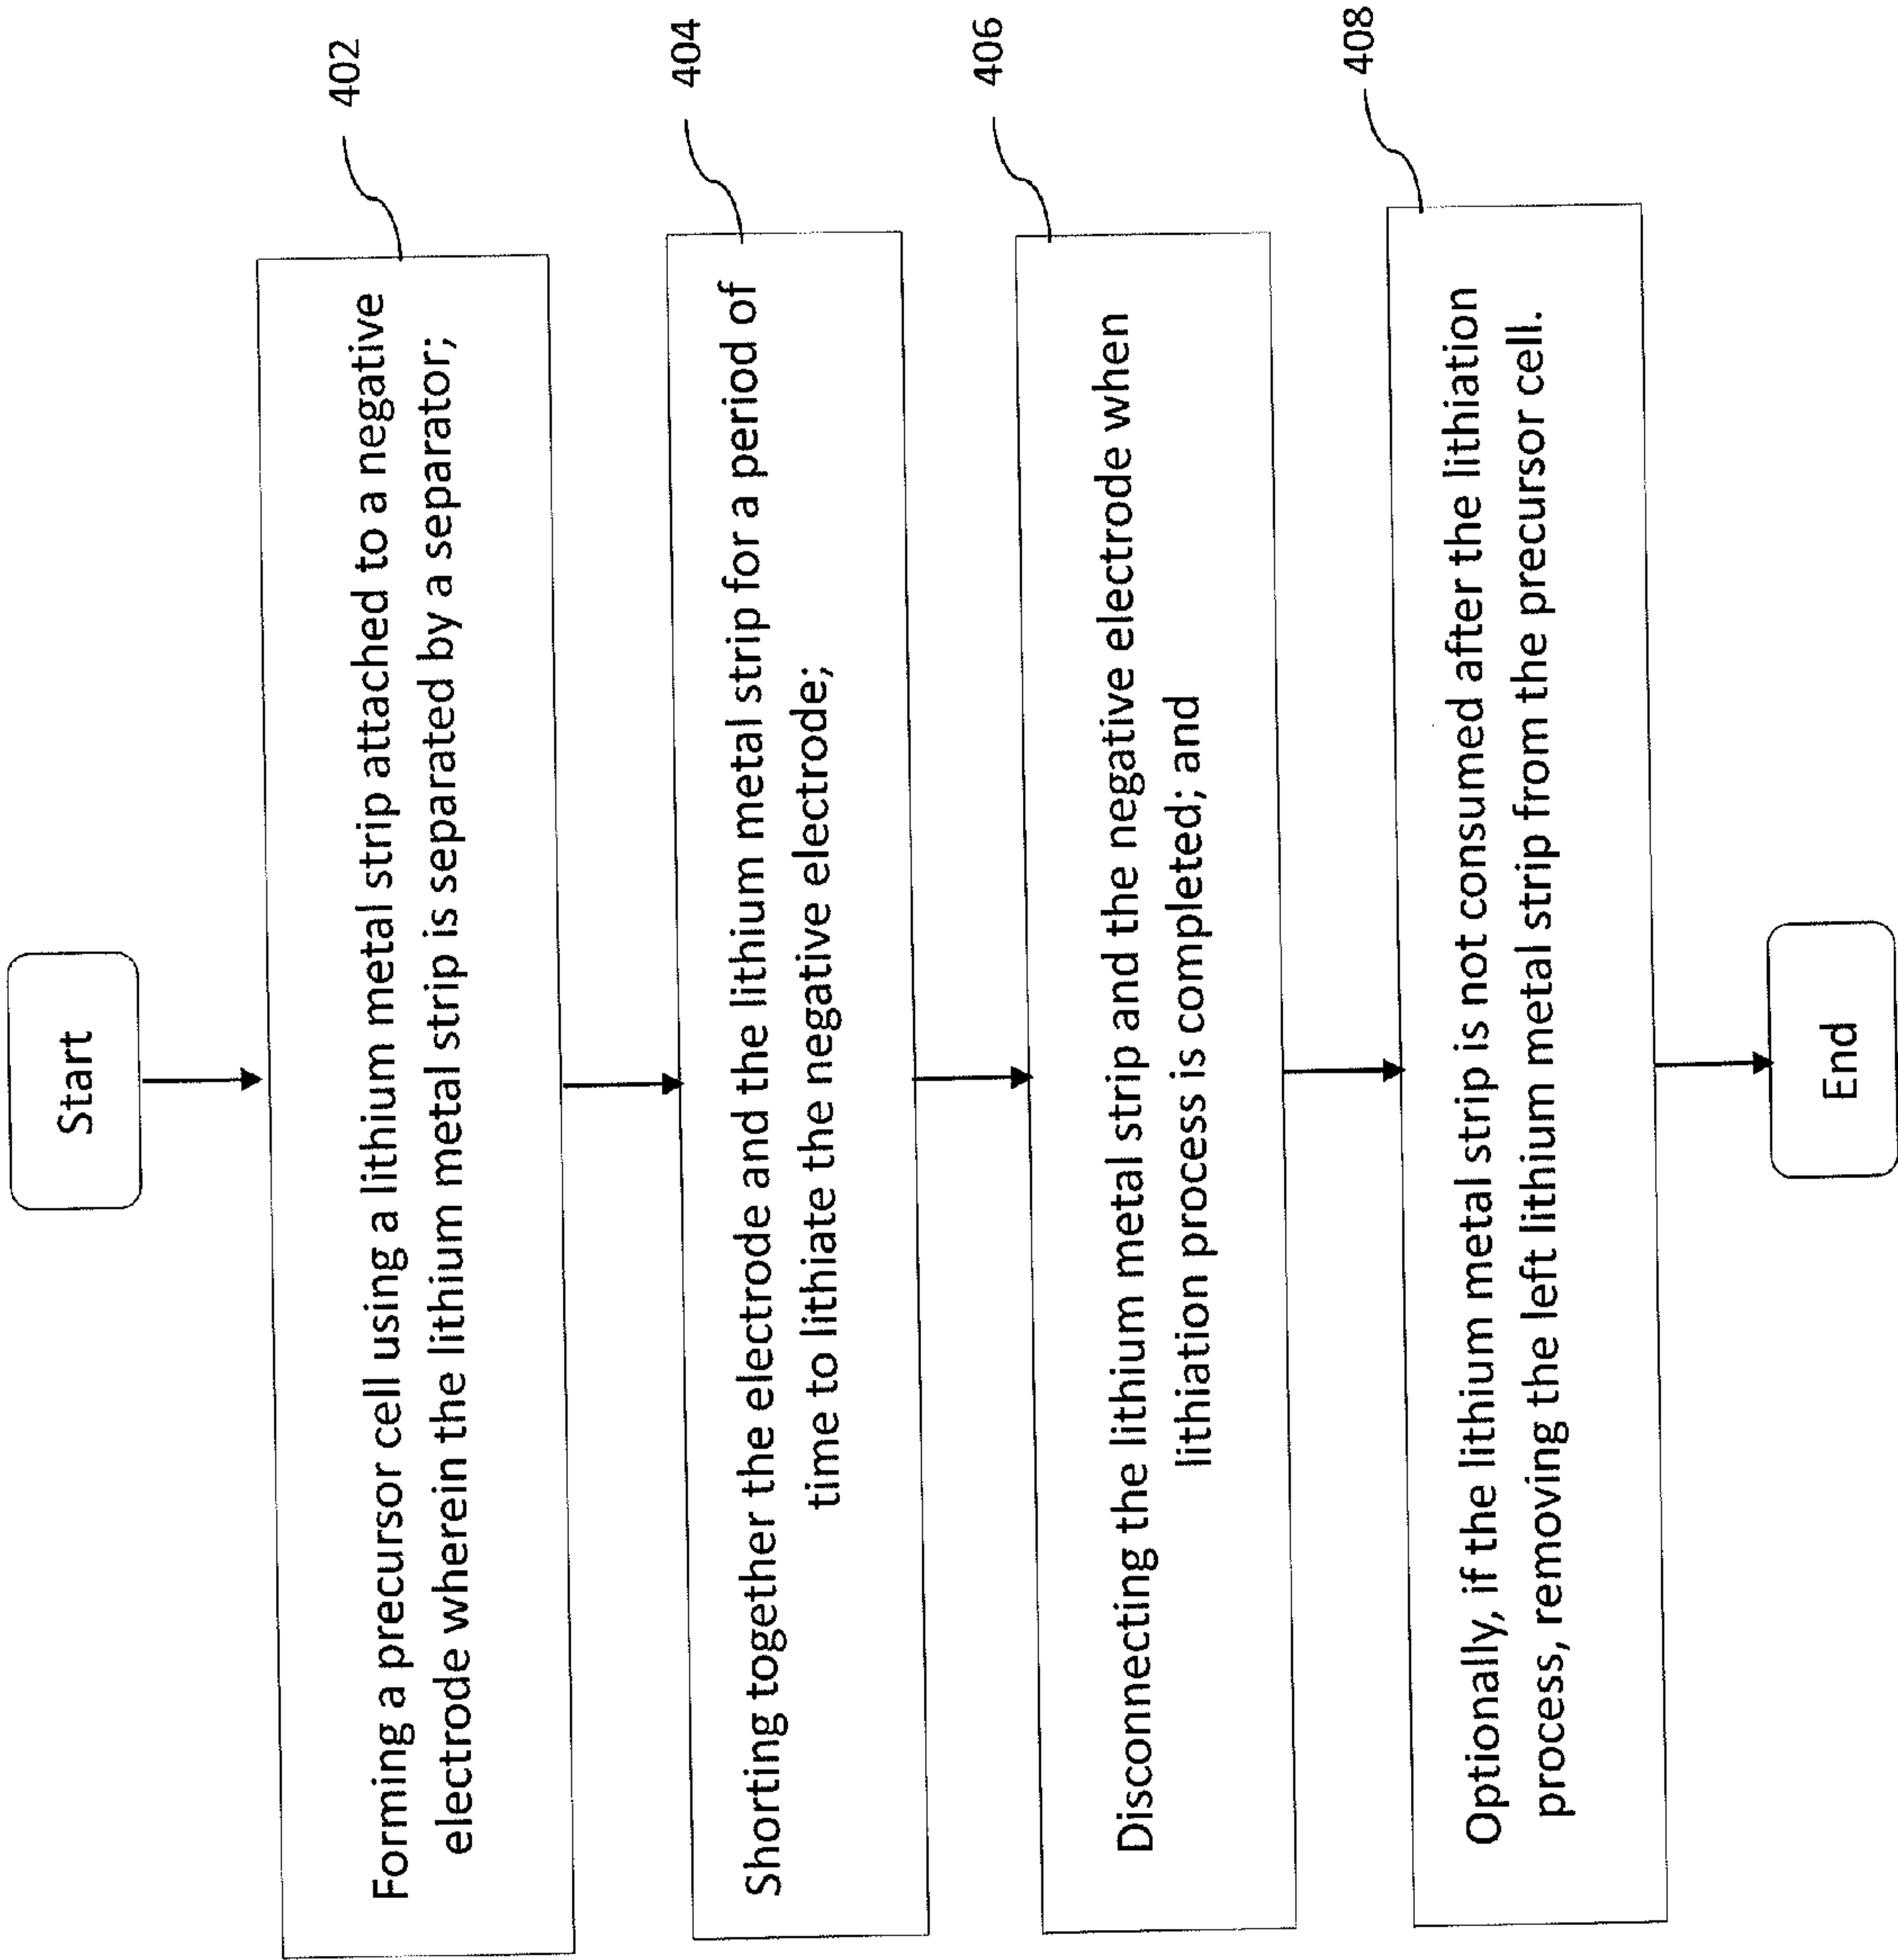 Start
402
Forming a precursor cell using a lithium metal strip attached to a negative
electrode wherein the lithium metal strip is separated by a separator;
404
Shorting together the electrode and the lithium metal strip for a period of
time to lithiate the negative electrode;
406
Disconnecting the lithium metal strip and the negative electrode when
lithiation process is completed; and
408
Optionally, if the lithium metal strip is not consumed after the lithiation
process, removing the left lithium metal strip from the precursor cell.
End